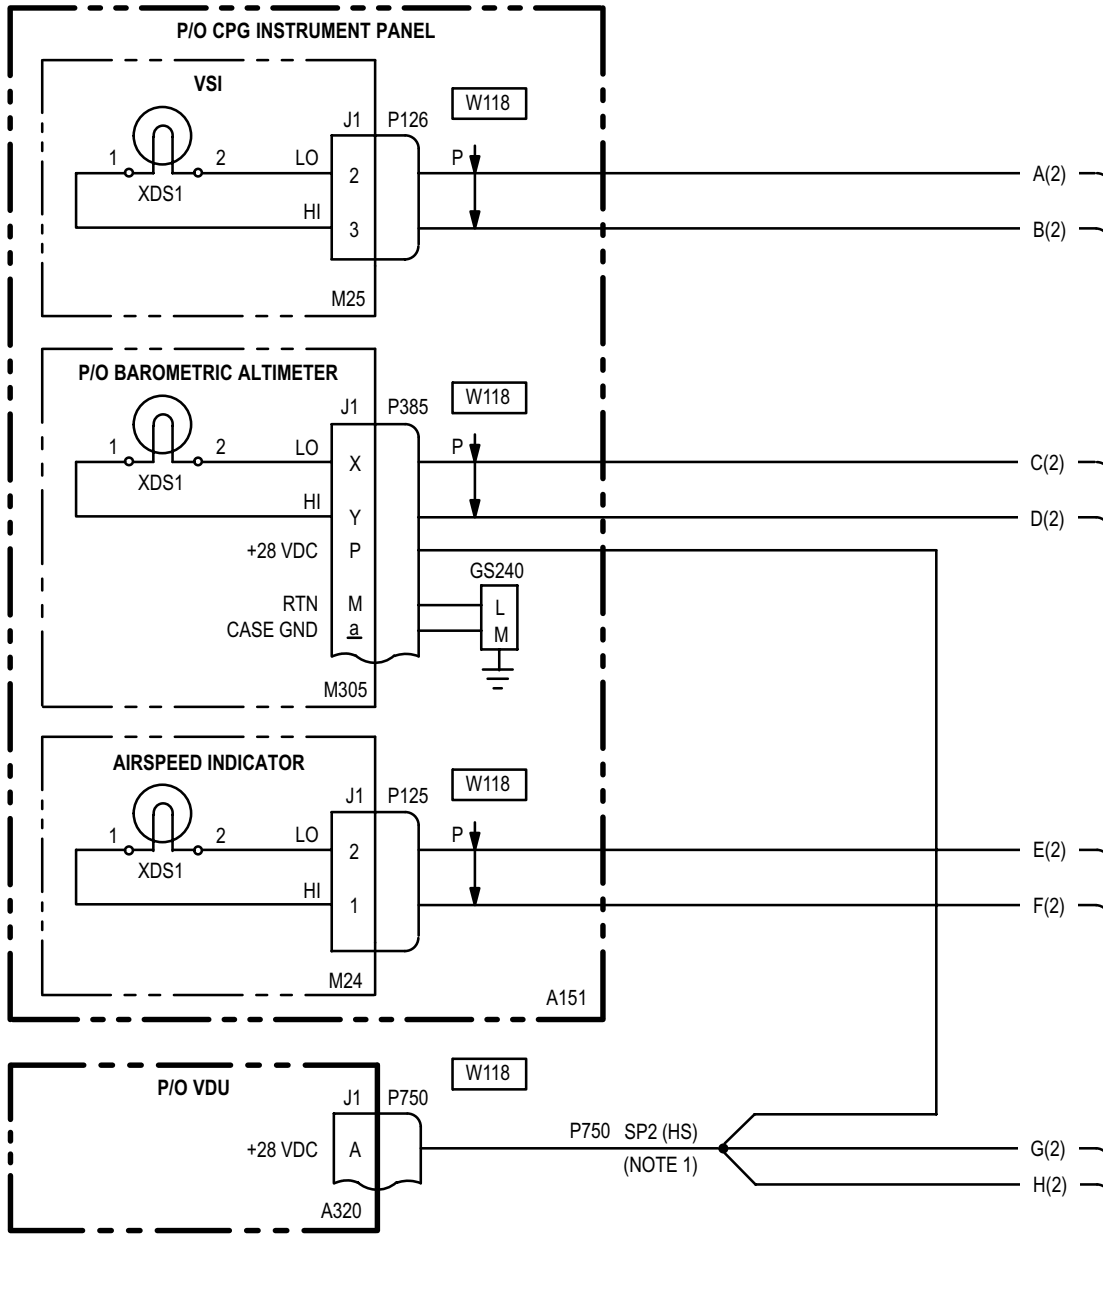 P/O CPG INSTRUMENT PANEL
VSI
W118
J1 P126
1 2 LO 2 P A(2)
XDS1
HI 3 B(2)
M25
P/O BAROMETRIC ALTIMETER
W118
J1 P385
1 2 LO X P C(2)
XDS1
HI Y D(2)
+28 VDC P
GS240
RTN M L
CASE GND a M
M305
AIRSPEED INDICATOR
W118
J1 P125
1 2 LO 2 P E(2)
XDS1
HI 1 F(2)
M24
A151
W118
P/O VDU
J1 P750
P750 SP2 (HS)
+28 VDC A G(2)
(NOTE 1)
H(2)
A320